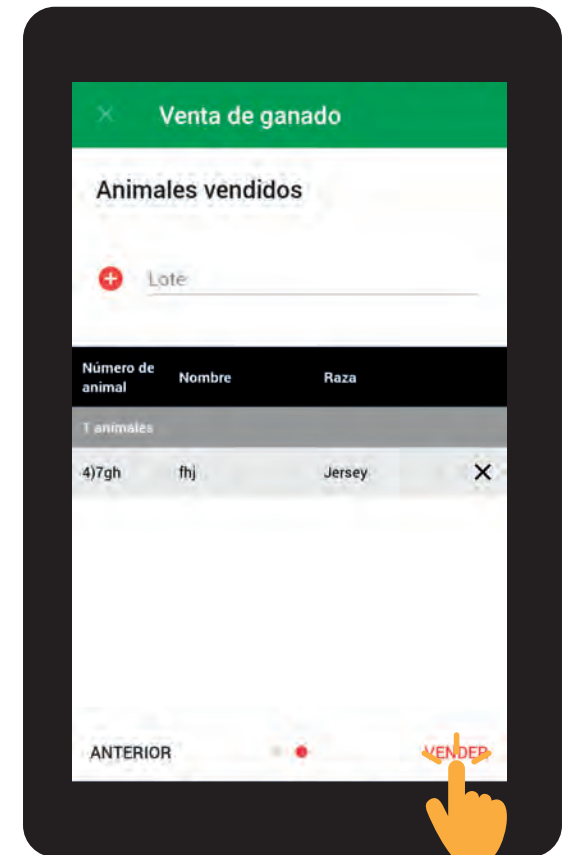 Venta de ganado
Animales vendidos
Lote
Número de animal Nombre Raza
1 animales
4)7gh fhj Jersey
ANTERIOR VENDER